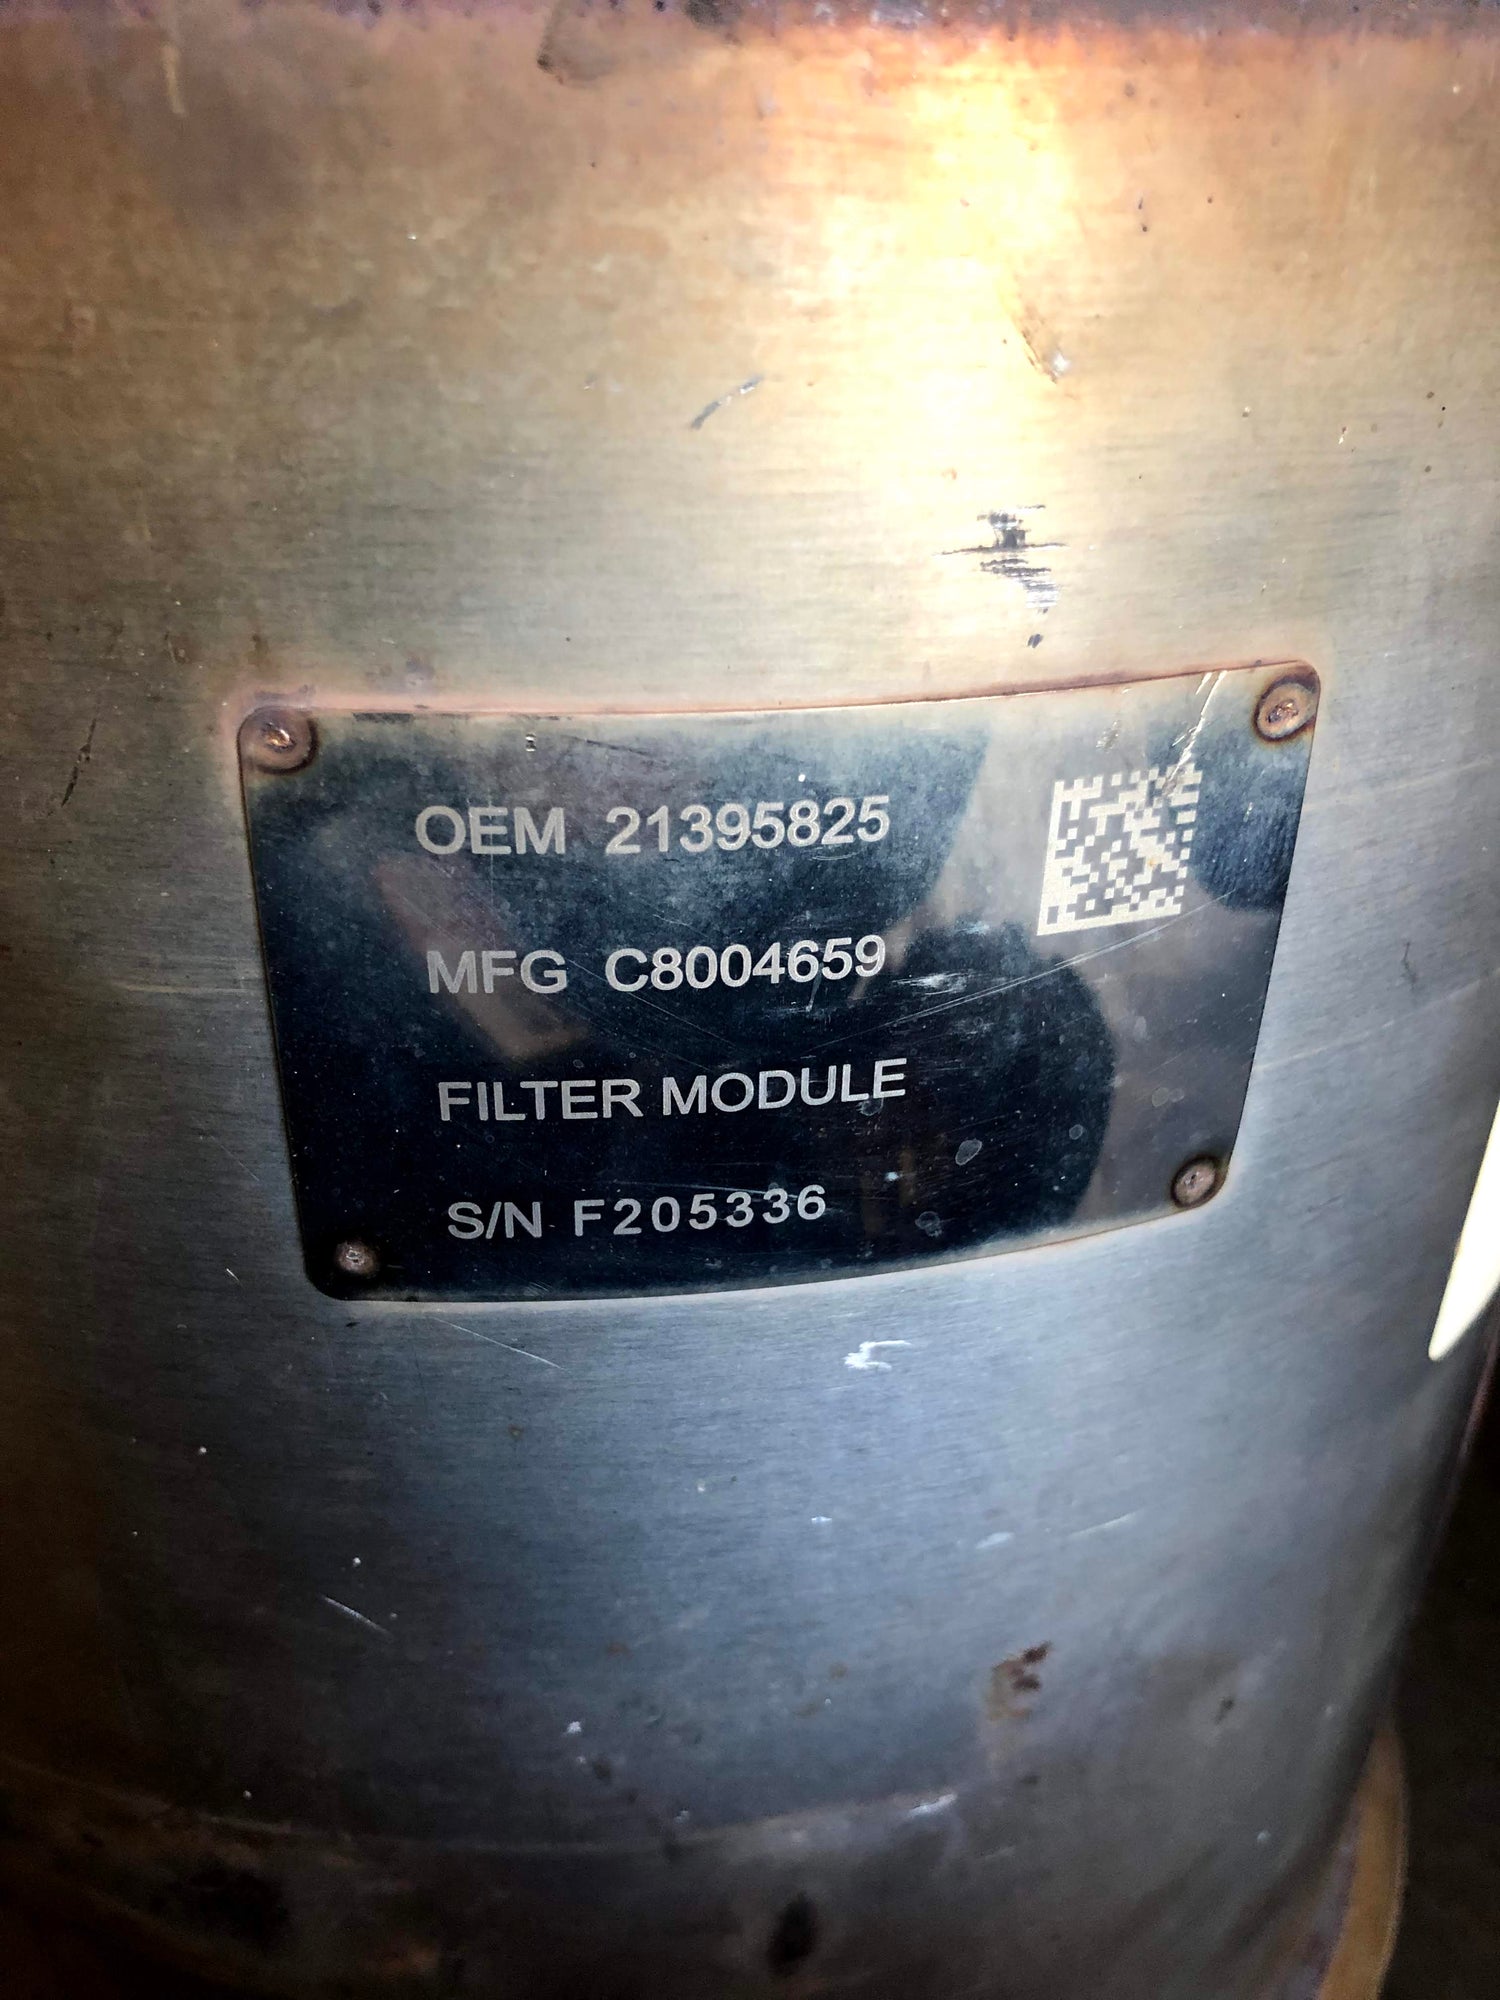 OEM 21395825
MFG C8004659
FILTER MODULE
S/N F205336